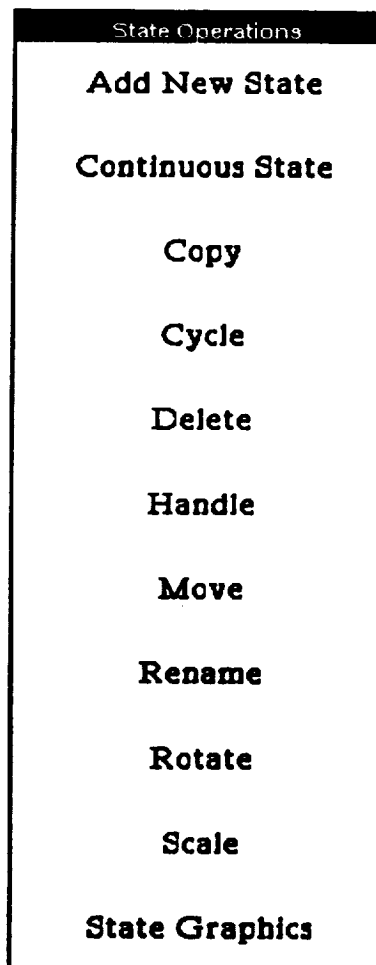 State Operations
Add New State
Continuous State
Copy
Cycle
Delete
Handle
Move
Rename
Rotate
Scale
State Graphics